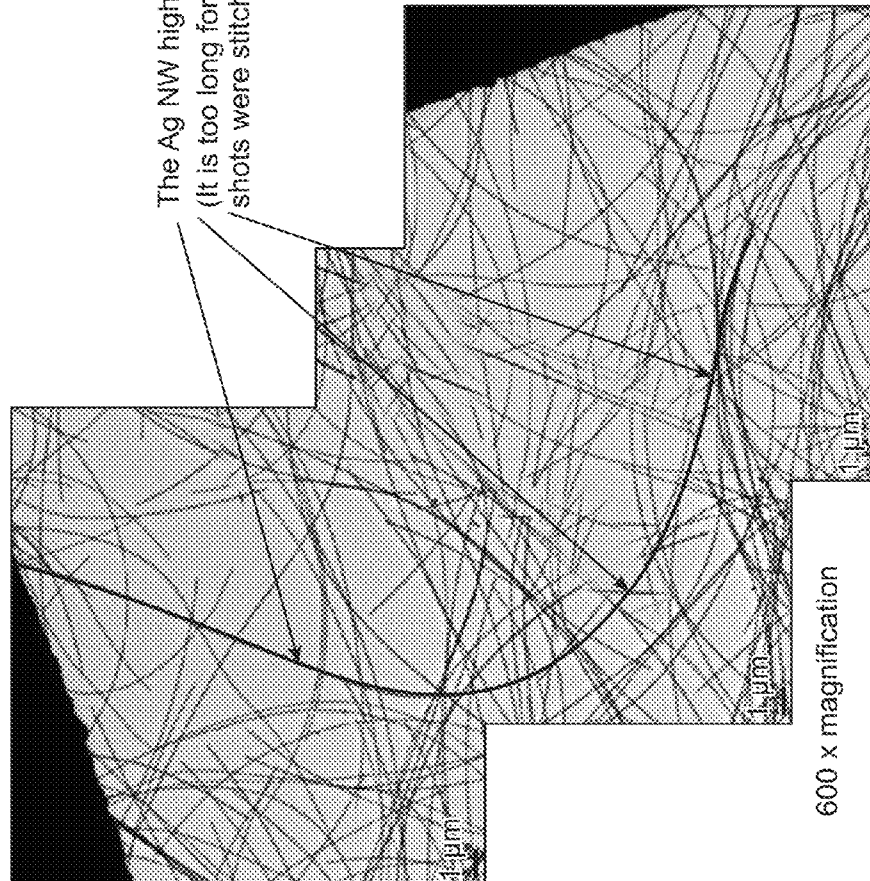 The Ag NW high
(It is too long for
shots were stitch
1 µm
1 µm
1 µm
600 x magnification